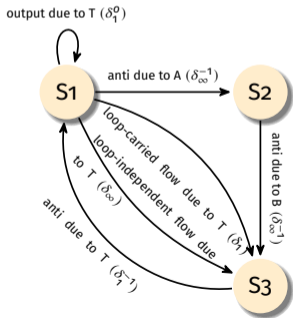 output due to T (δ₁ᵒ)
S1
anti due to A (δ∞⁻¹)
S2
loop-carried flow due to T (δ₁)
loop-independent flow due
to T (δ∞)
anti due to T (δ₁⁻¹)
anti due to B (δ∞⁻¹)
S3